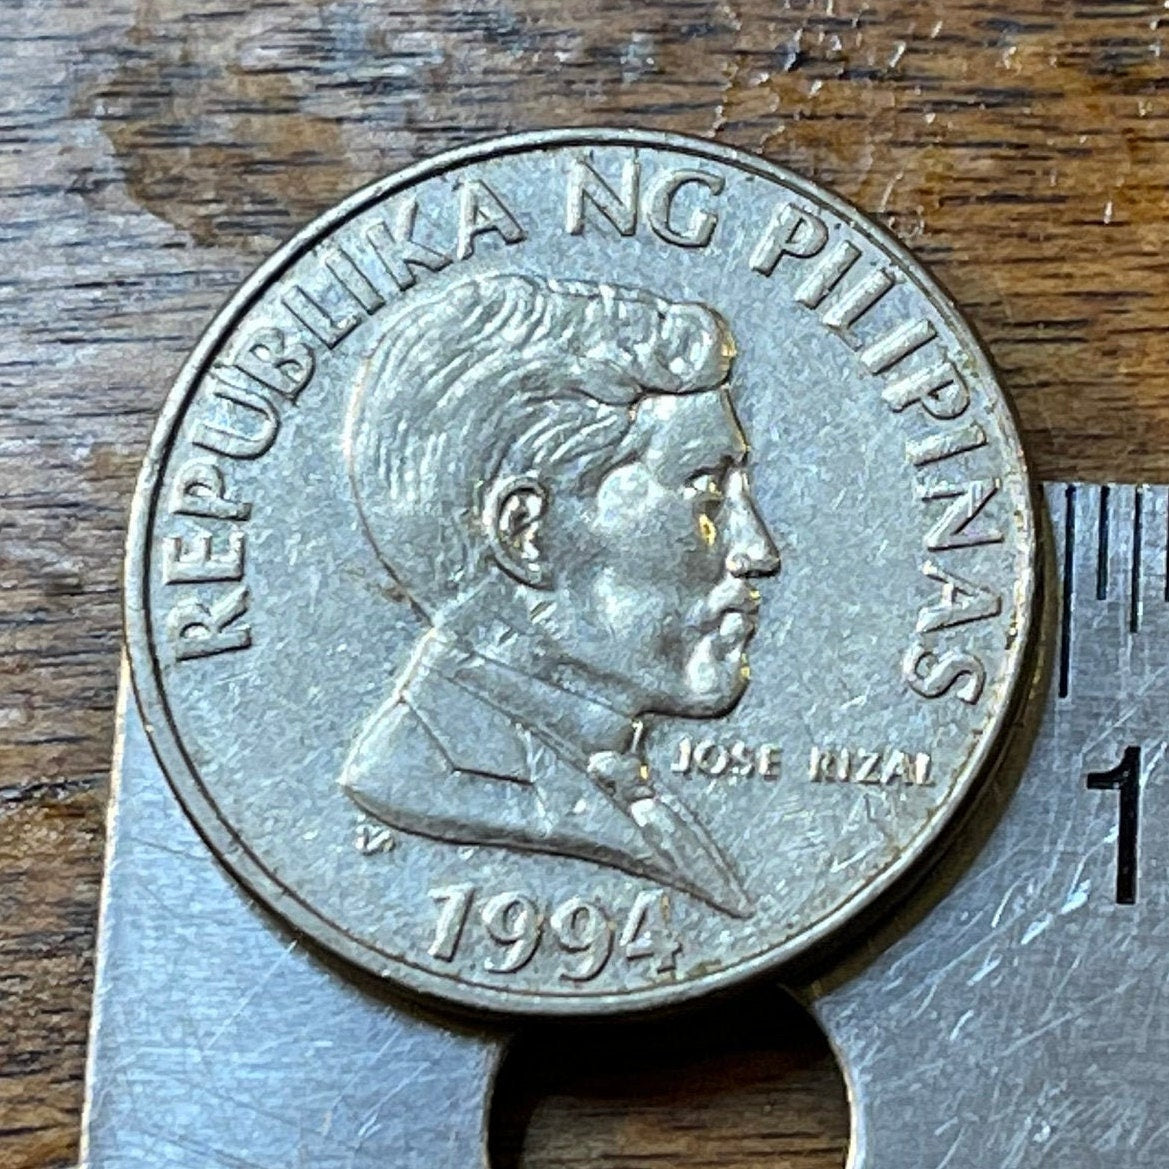 REPUBLIKA NG PILIPINAS
JOSE RIZAL
1994
1